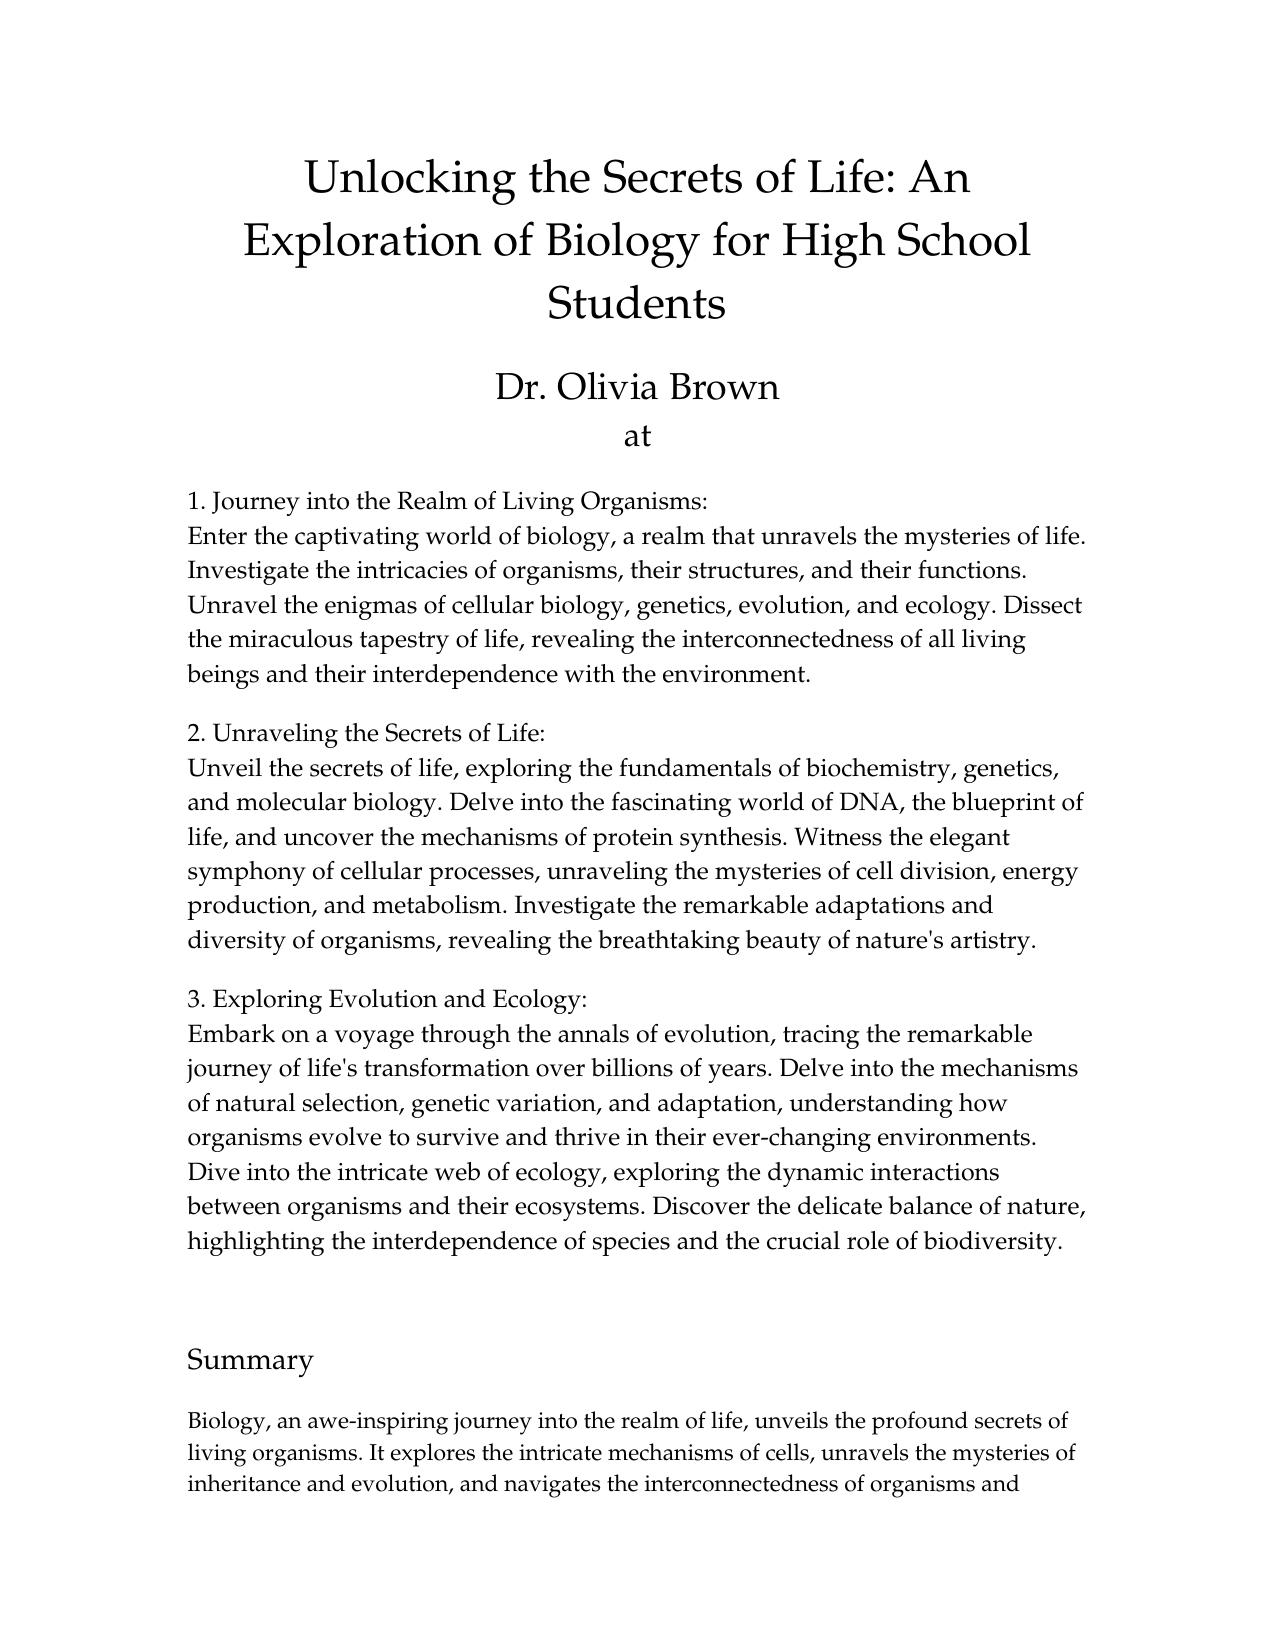 Unlocking the Secrets of Life: An
Exploration of Biology for High School
Students
Dr. Olivia Brown
at
1. Journey into the Realm of Living Organisms:
Enter the captivating world of biology, a realm that unravels the mysteries of life.
Investigate the intricacies of organisms, their structures, and their functions.
Unravel the enigmas of cellular biology, genetics, evolution, and ecology. Dissect
the miraculous tapestry of life, revealing the interconnectedness of all living
beings and their interdependence with the environment.
2. Unraveling the Secrets of Life:
Unveil the secrets of life, exploring the fundamentals of biochemistry, genetics,
and molecular biology. Delve into the fascinating world of DNA, the blueprint of
life, and uncover the mechanisms of protein synthesis. Witness the elegant
symphony of cellular processes, unraveling the mysteries of cell division, energy
production, and metabolism. Investigate the remarkable adaptations and
diversity of organisms, revealing the breathtaking beauty of nature's artistry.
3. Exploring Evolution and Ecology:
Embark on a voyage through the annals of evolution, tracing the remarkable
journey of life's transformation over billions of years. Delve into the mechanisms
of natural selection, genetic variation, and adaptation, understanding how
organisms evolve to survive and thrive in their ever-changing environments.
Dive into the intricate web of ecology, exploring the dynamic interactions
between organisms and their ecosystems. Discover the delicate balance of nature,
highlighting the interdependence of species and the crucial role of biodiversity.
Summary
Biology, an awe-inspiring journey into the realm of life, unveils the profound secrets of
living organisms. It explores the intricate mechanisms of cells, unravels the mysteries of
inheritance and evolution, and navigates the interconnectedness of organisms and